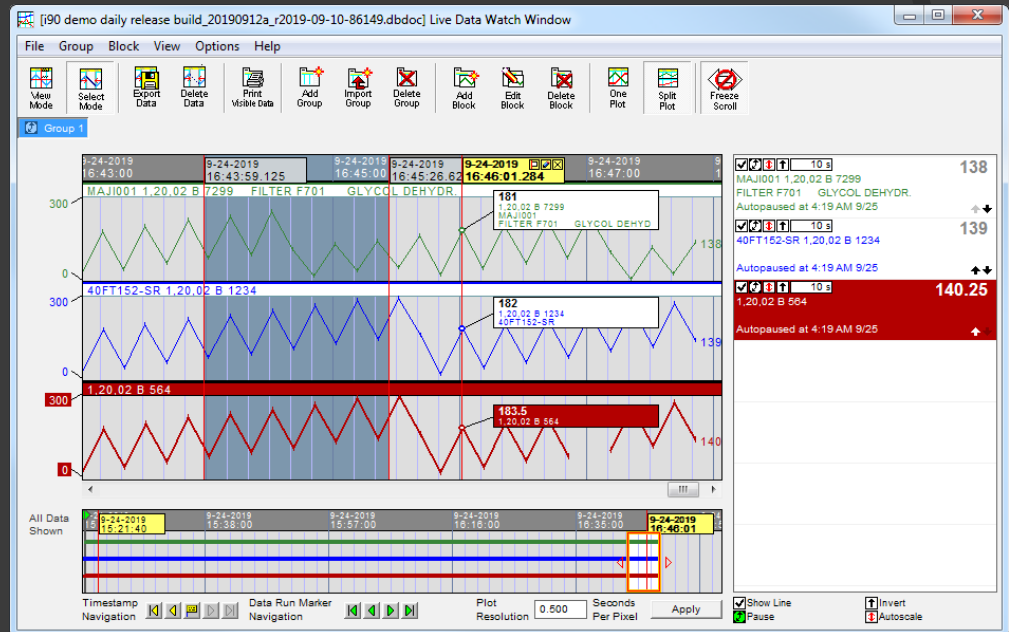 [i90 demo daily release build_20190912a_r2019-09-10-86149.dbdoc] Live Data Watch Window
File Group Block View Options Help
View Mode
Select Mode
Export Data
Delete Data
Print Visible Data
Add Group
Import Group
Delete Group
Add Block
Edit Block
Delete Block
One Plot
Split Plot
Freeze Scroll
Group 1
9-24-2019 9-24-2019 9-24-2019 9-24-2019 9-24-2019 9-24-2019
16:43:00 16:43:59.125 16:45:00 16:45:26.62 16:46:01.284 16:47:00
MAJI001 1,20,02 B 7299 FILTER F701 GLYCOL DEHYDR.
300
0
181
1,20,02 B 7299
MAJI001
FILTER F701 GLYCOL DEHYD
138
40FT152-SR 1,20,02 B 1234
300
0
182
1,20,02 B 1234
40FT152-SR
139
1,20,02 B 564
300
0
183.5
1,20,02 B 564
140
10 s 138
MAJI001 1,20,02 B 7299
FILTER F701 GLYCOL DEHYDR.
Autopaused at 4:19 AM 9/25
10 s 139
40FT152-SR 1,20,02 B 1234
Autopaused at 4:19 AM 9/25
10 s 140.25
1,20,02 B 564
Autopaused at 4:19 AM 9/25
All Data Shown
9-24-2019 9-24-2019 9-24-2019 9-24-2019 9-24-2019 9-24-2019
15:21:40 15:38:00 15:57:00 16:16:00 16:35:00 16:46:01
Timestamp Navigation
Data Run Marker Navigation
Plot Resolution 0.500 Seconds Per Pixel
Apply
Show Line
Invert
Pause
Autoscale